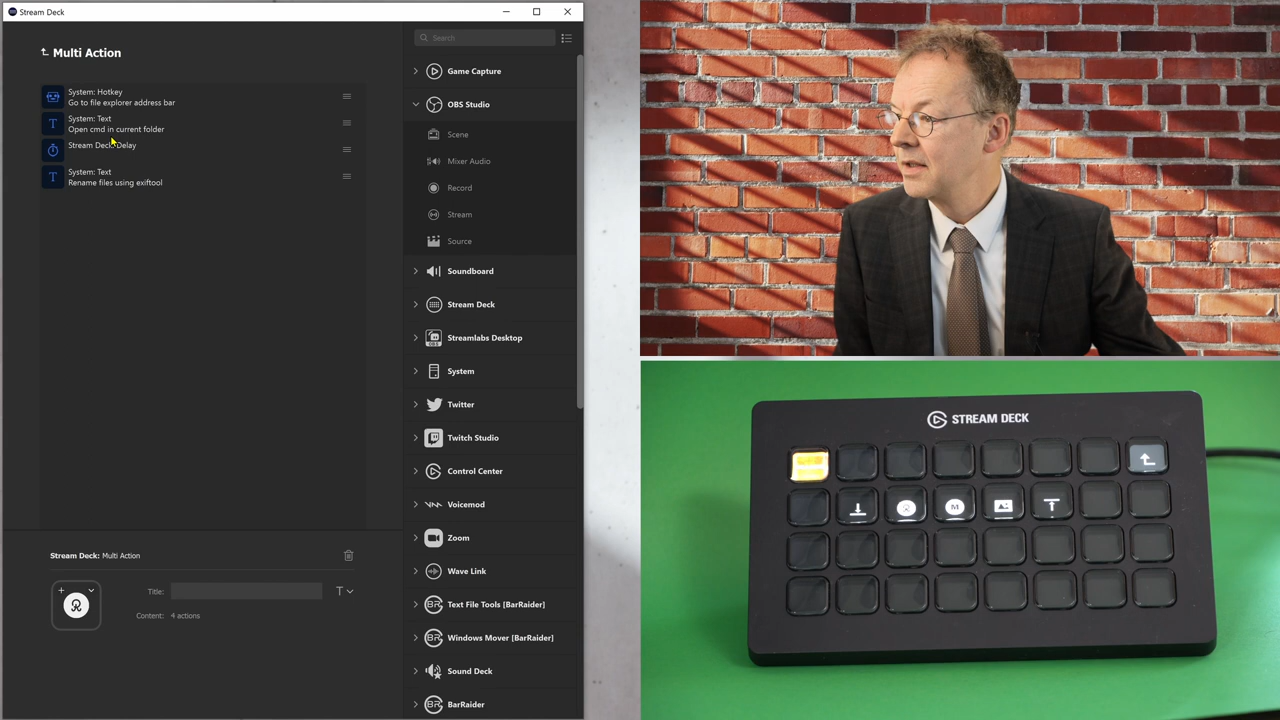 Stream Deck
Multi Action
System: Hotkey
Go to file explorer address bar
System: Text
Open cmd in current folder
Stream Deck: Delay
System: Text
Rename files using exiftool
Stream Deck: Multi Action
Title:
T
Content: 4 actions
Search
Game Capture
OBS Studio
Scene
Mixer Audio
Record
Stream
Source
Soundboard
Stream Deck
Streamlabs Desktop
System
Twitter
Twitch Studio
Control Center
Voicemod
Zoom
Wave Link
Text File Tools [BarRaider]
Windows Mover [BarRaider]
Sound Deck
BarRaider
STREAM DECK
M